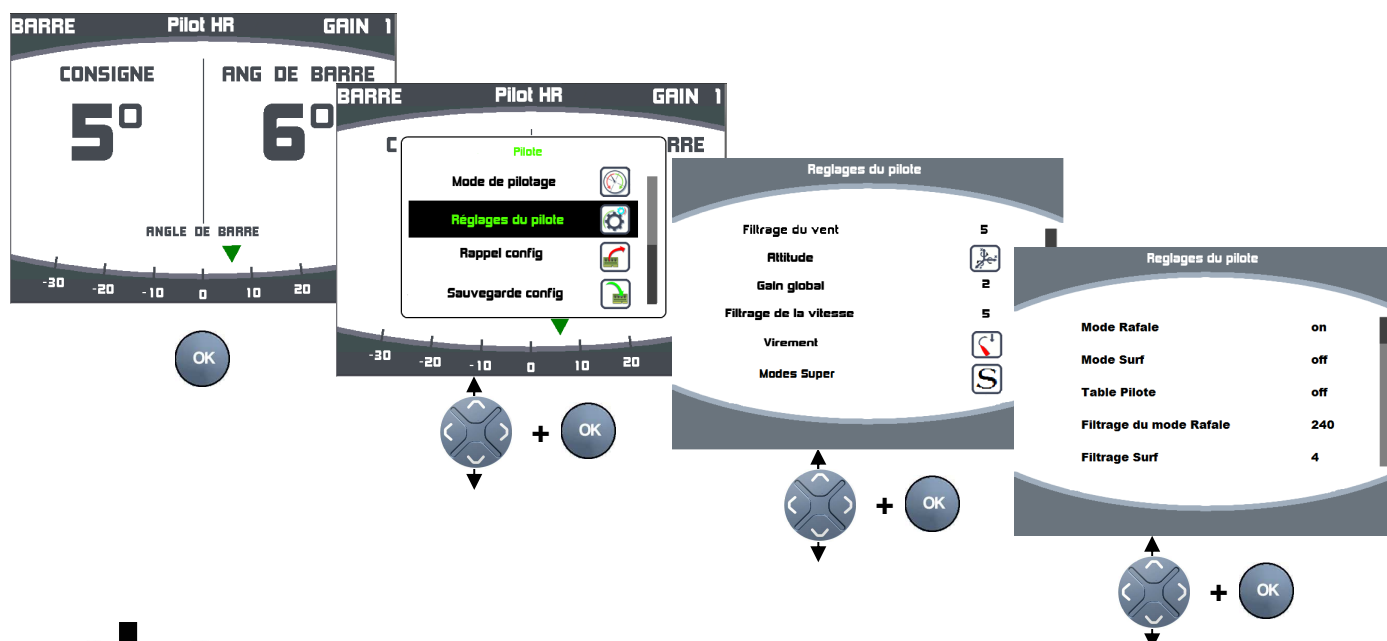 BARRE Pilot HR GAIN 1
CONSIGNE ANG DE BARRE
5° 6°
ANGLE DE BARRE
-30 -20 -10 0 10 20
OK
BARRE Pilot HR GAIN 1
C RRE
Pilote
Mode de pilotage
Réglages du pilote
Rappel config
Sauvegarde config
-30 -20 -10 0 10 20
+ OK
Reglages du pilote
Filtrage du vent 5
Attitude
Gain global 2
Filtrage de la vitesse 5
Virement
Modes Super S
+ OK
Reglages du pilote
Mode Rafale on
Mode Surf off
Table Pilote off
Filtrage du mode Rafale 240
Filtrage Surf 4
+ OK